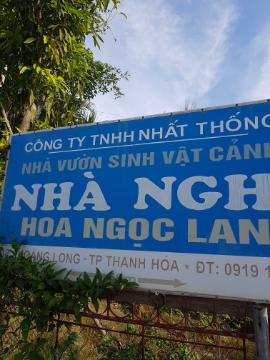 CÔNG TY TNHH NHẤT THỐNG
NHÀ VƯỜN SINH VẬT CẢNH
NHÀ NGH
HOA NGỌC LAN
LONG - TP THANH HÓA * ĐT: 0919